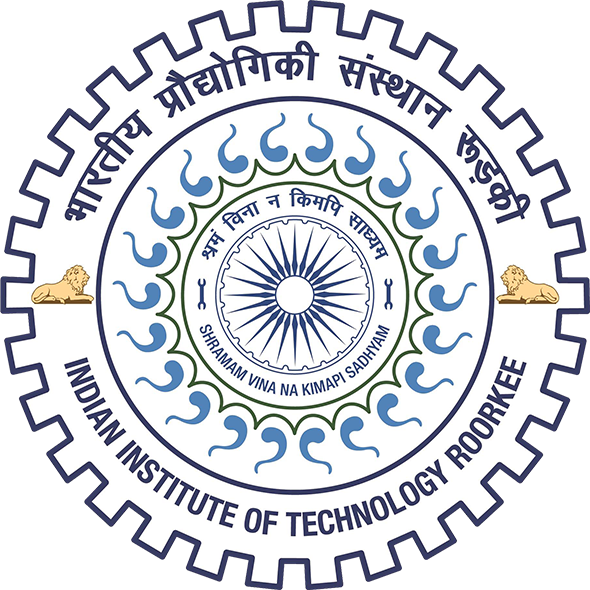 भारतीय प्रौद्योगिकी संस्थान रूड़की
श्रमं विना न किमपि साध्यम्
SHRAMAM VINA NA KIMAPI SADHYAM
INDIAN INSTITUTE OF TECHNOLOGY ROORKEE